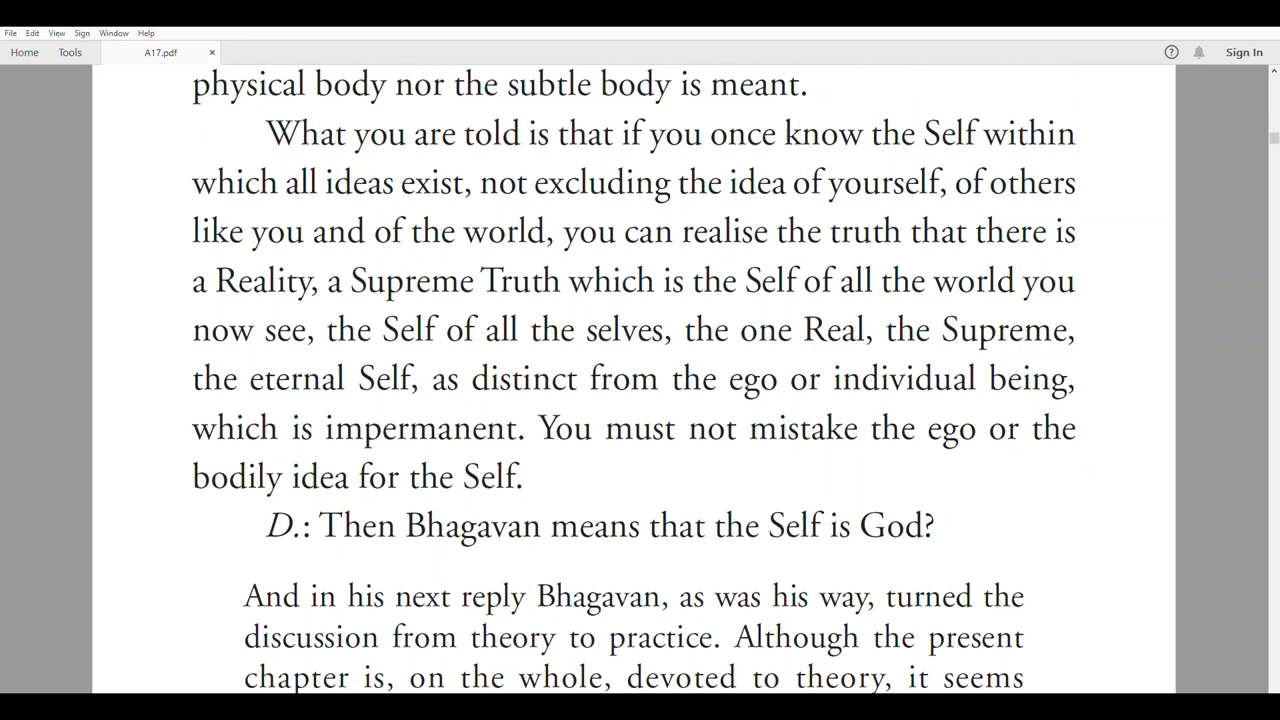 File Edit View Sign Window Help
Home Tools A17.pdf × ? Sign In
physical body nor the subtle body is meant.
What you are told is that if you once know the Self within
which all ideas exist, not excluding the idea of yourself, of others
like you and of the world, you can realise the truth that there is
a Reality, a Supreme Truth which is the Self of all the world you
now see, the Self of all the selves, the one Real, the Supreme,
the eternal Self, as distinct from the ego or individual being,
which is impermanent. You must not mistake the ego or the
bodily idea for the Self.
D.: Then Bhagavan means that the Self is God?
And in his next reply Bhagavan, as was his way, turned the
discussion from theory to practice. Although the present
chapter is, on the whole, devoted to theory, it seems